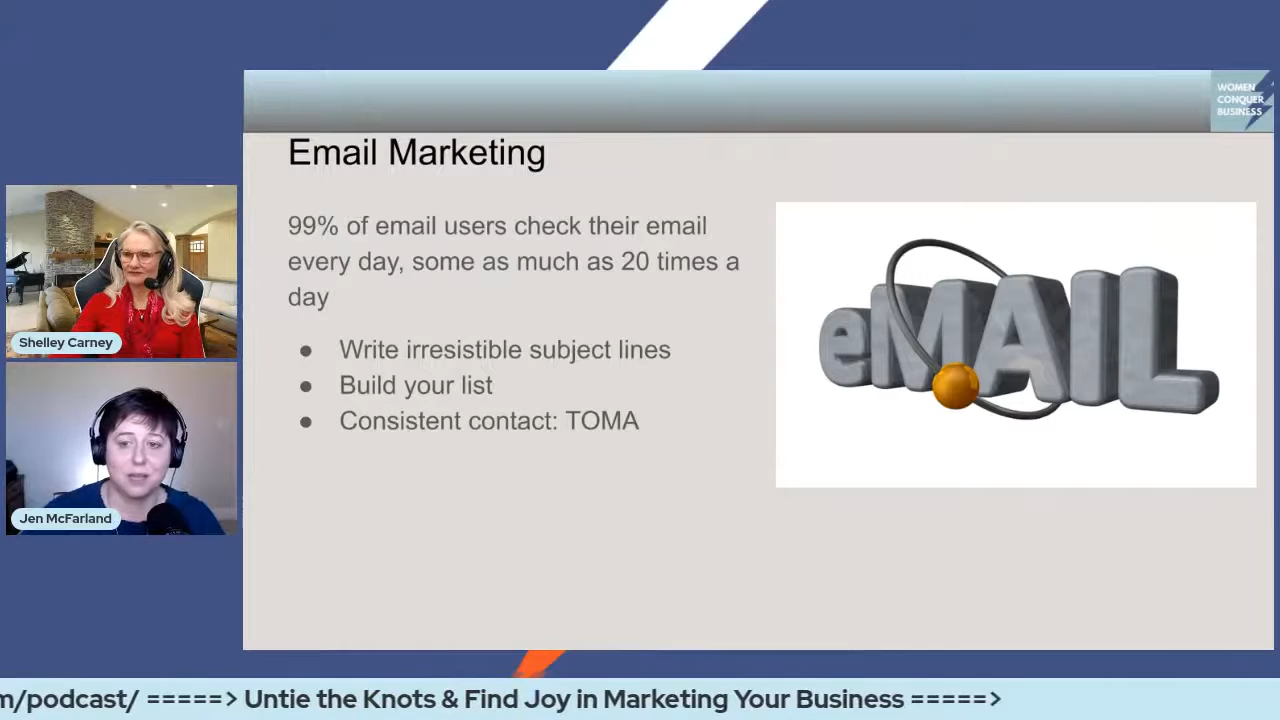 WOMEN
CONQUER
BUSINESS
Email Marketing
99% of email users check their email
every day, some as much as 20 times a
day
● Write irresistible subject lines
● Build your list
● Consistent contact: TOMA
eMAIL
Shelley Carney
Jen McFarland
m/podcast/ =====> Untie the Knots & Find Joy in Marketing Your Business =====>